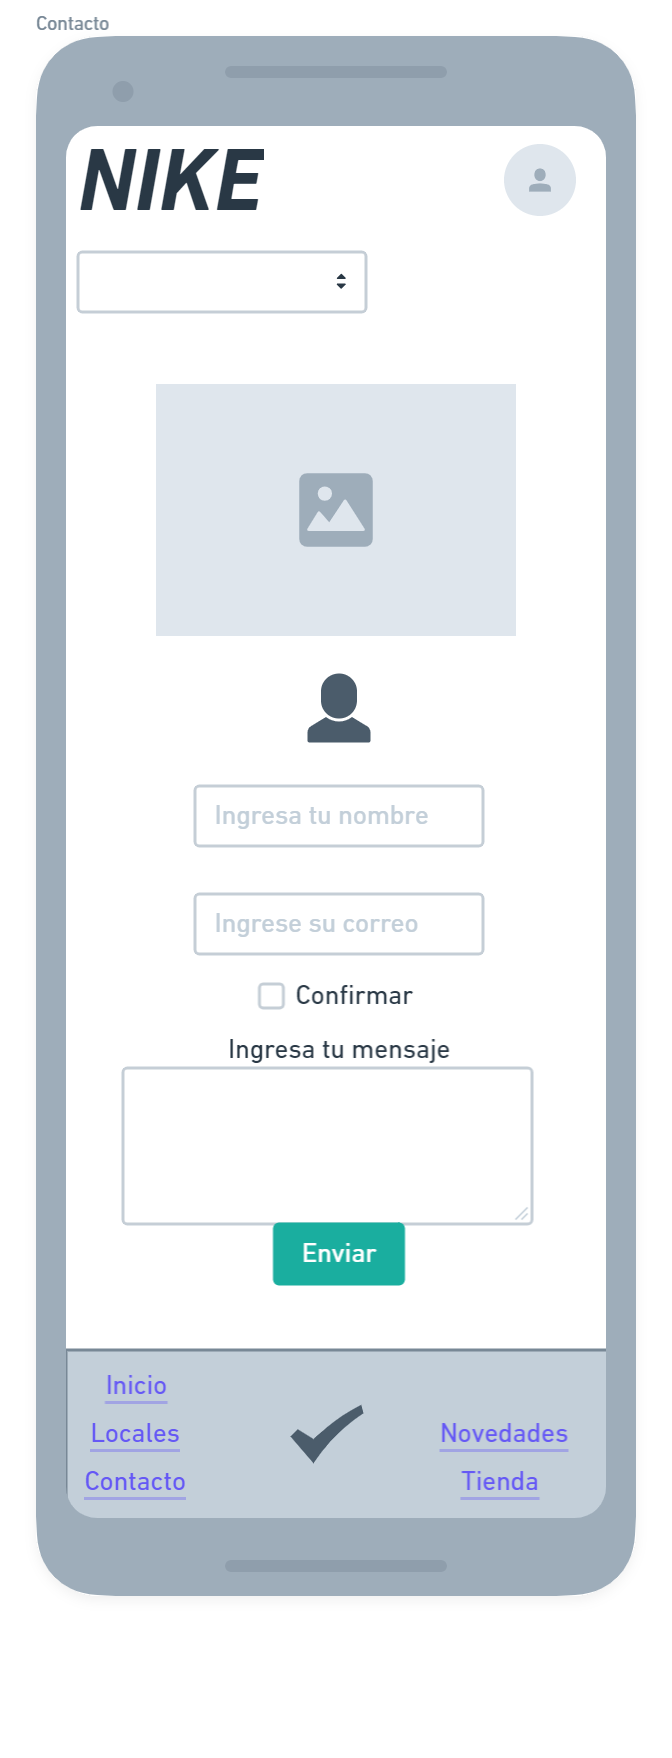 Contacto
NIKE
Ingresa tu nombre
Ingrese su correo
Confirmar
Ingresa tu mensaje
Enviar
Inicio
Locales
Novedades
Contacto
Tienda